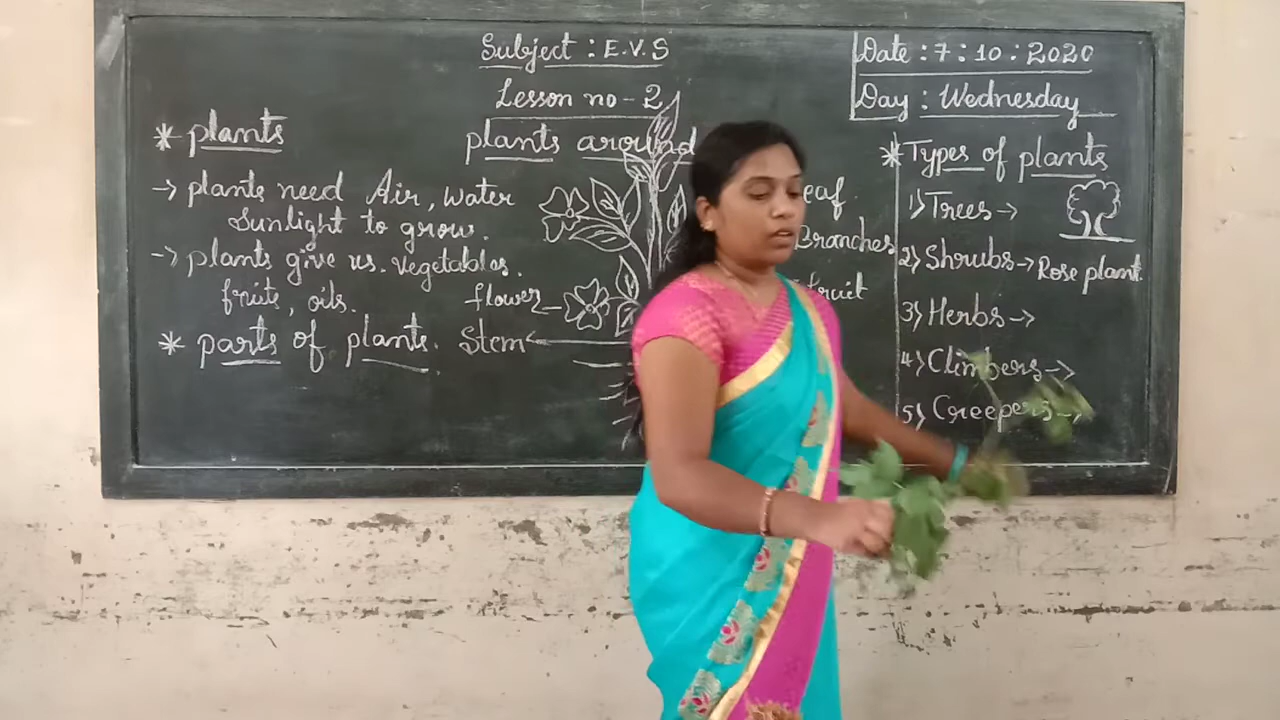 Subject : E.V.S
Lesson no - 2
plants around
Date : 7 : 10 : 2020
Day : Wednesday
* plants
-> plants need Air, water
Sunlight to grow.
-> plants give us. vegetables.
fruits, oils.
* parts of plants.
flower
Stem
eaf
Branches
fruit
* Types of plants
1) Trees ->
2) Shrubs -> Rose plant.
3) Herbs ->
4) Climbers ->
5) Creepers ->